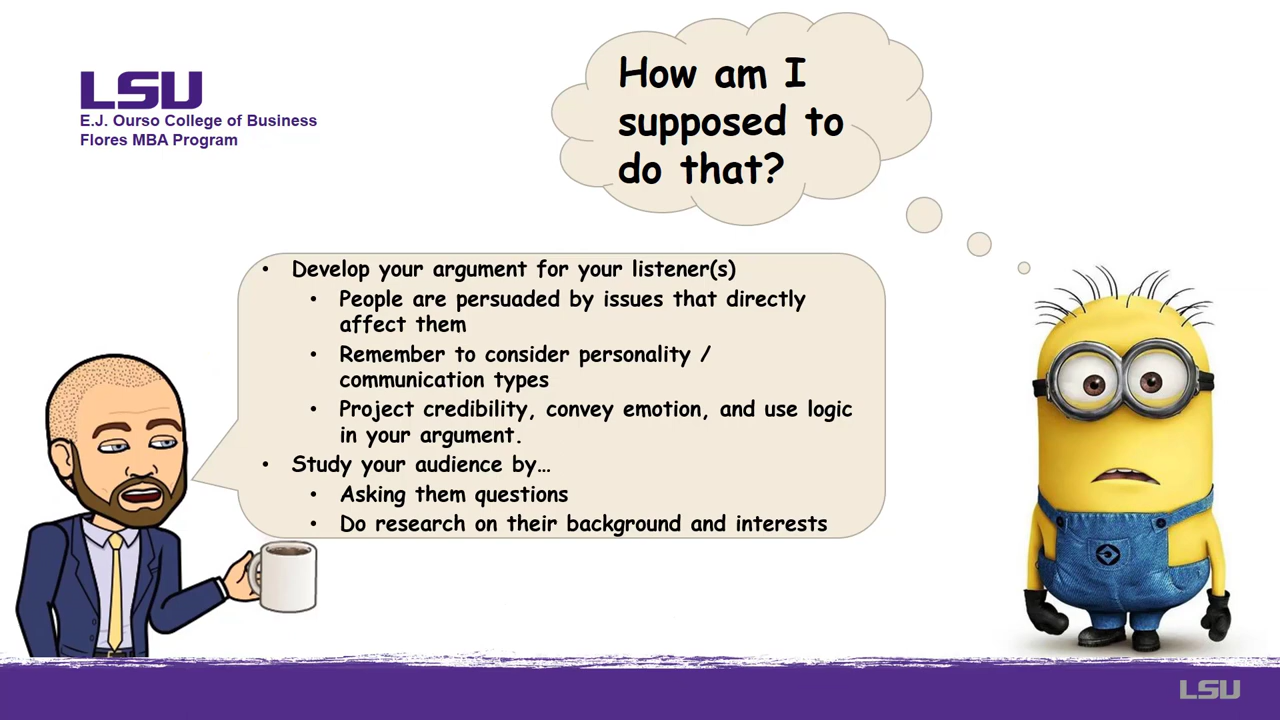 LSU
E.J. Ourso College of Business
Flores MBA Program
How am I
supposed to
do that?
• Develop your argument for your listener(s)
• People are persuaded by issues that directly
affect them
• Remember to consider personality /
communication types
• Project credibility, convey emotion, and use logic
in your argument.
• Study your audience by…
• Asking them questions
• Do research on their background and interests
LSU